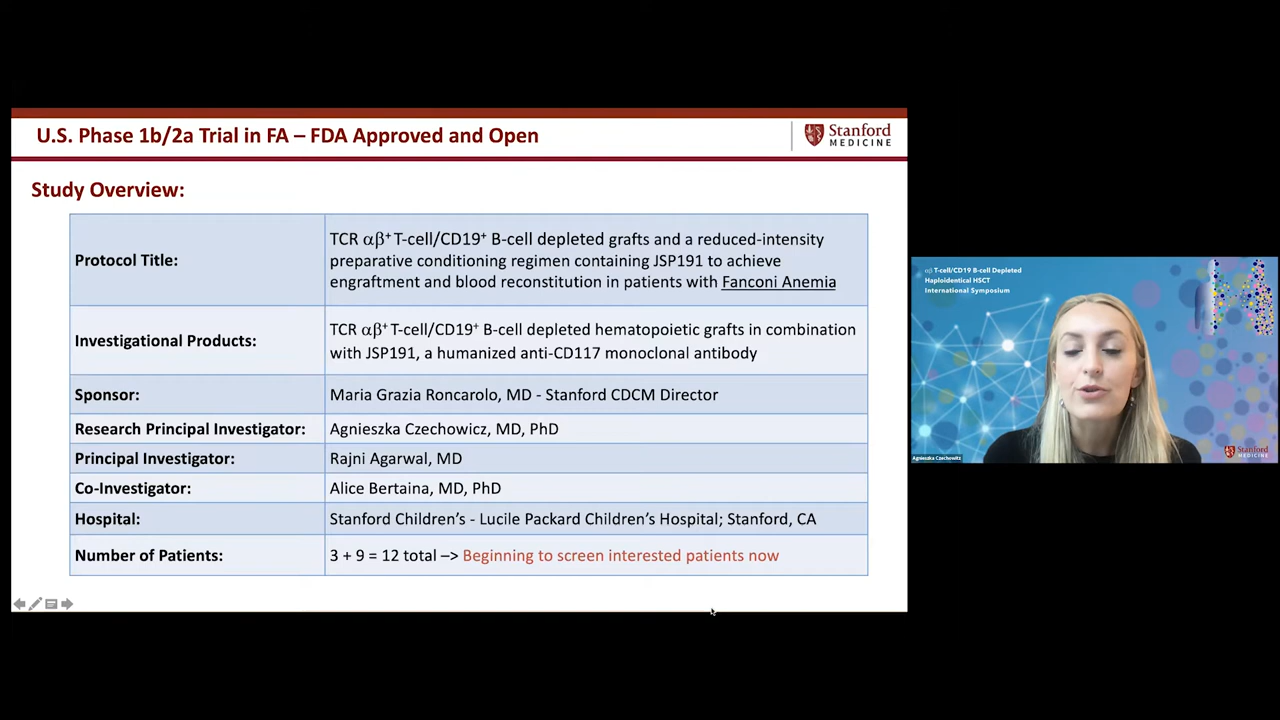 U.S. Phase 1b/2a Trial in FA – FDA Approved and Open
Stanford
MEDICINE
Study Overview:
Protocol Title:
TCR αβ⁺ T-cell/CD19⁺ B-cell depleted grafts and a reduced-intensity
preparative conditioning regimen containing JSP191 to achieve
engraftment and blood reconstitution in patients with Fanconi Anemia
Investigational Products:
TCR αβ⁺ T-cell/CD19⁺ B-cell depleted hematopoietic grafts in combination
with JSP191, a humanized anti-CD117 monoclonal antibody
Sponsor:
Maria Grazia Roncarolo, MD - Stanford CDCM Director
Research Principal Investigator:
Agnieszka Czechowicz, MD, PhD
Principal Investigator:
Rajni Agarwal, MD
Co-Investigator:
Alice Bertaina, MD, PhD
Hospital:
Stanford Children's - Lucile Packard Children's Hospital; Stanford, CA
Number of Patients:
3 + 9 = 12 total –> Beginning to screen interested patients now
αβ T-cell/CD19 B-cell Depleted
Haploidentical HSCT
International Symposium
Agnieszka Czechowicz
Stanford
MEDICINE